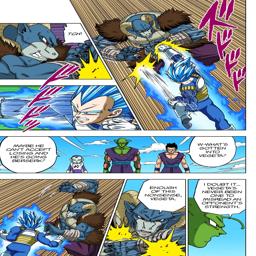 TCH!
W-WHAT'S
GOTTEN
INTO
VEGETA?
MAYBE HE
CAN'T ACCEPT
LOSING AND
HE'S GOING
BERSERK?
I DOUBT IT...
VEGETA'S
NEVER BEEN
ONE TO
MISREAD AN
OPPONENT'S
STRENGTH.
ENOUGH OF
THIS NONSENSE,
VEGETA.